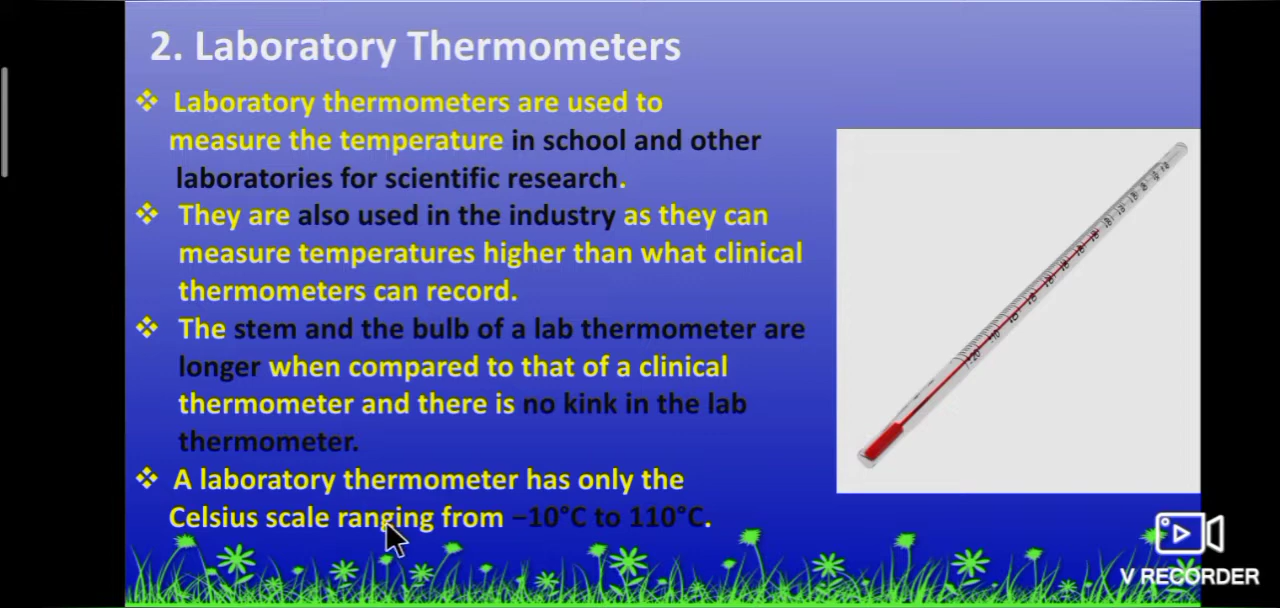 2. Laboratory Thermometers
❖ Laboratory thermometers are used to
measure the temperature in school and other
laboratories for scientific research.
❖ They are also used in the industry as they can
measure temperatures higher than what clinical
thermometers can record.
❖ The stem and the bulb of a lab thermometer are
longer when compared to that of a clinical
thermometer and there is no kink in the lab
thermometer.
❖ A laboratory thermometer has only the
Celsius scale ranging from −10°C to 110°C.
V RECORDER